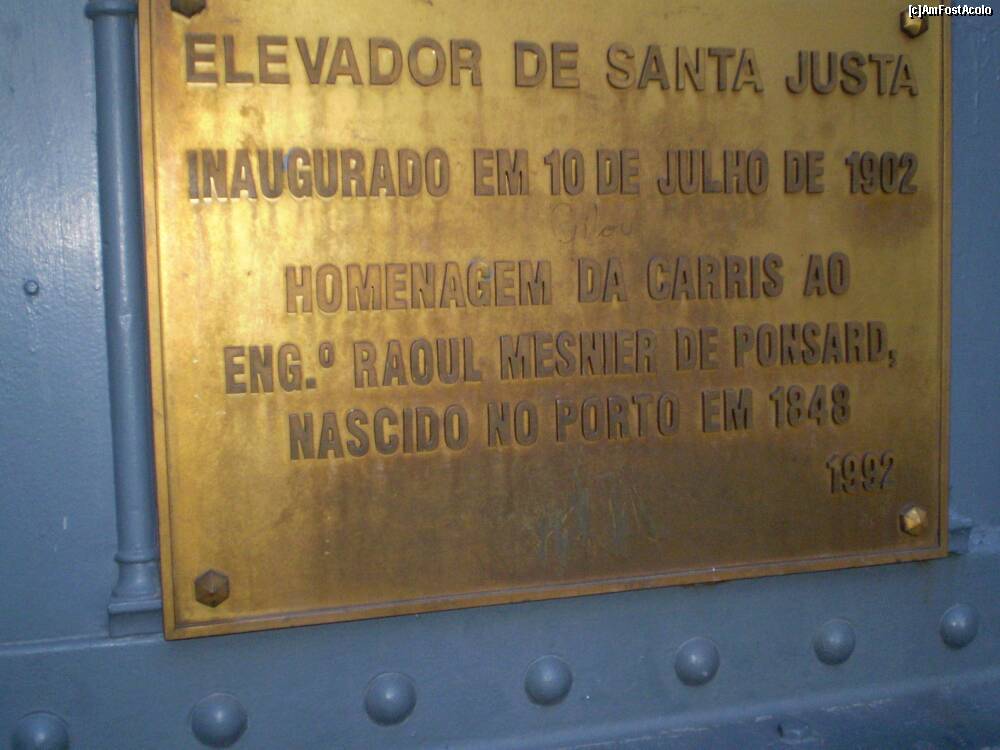 [c]AmFostAcolo
ELEVADOR DE SANTA JUSTA
INAUGURADO EM 10 DE JULHO DE 1902
HOMENAGEM DA CARRIS AO
ENG.º RAOUL MESNIER DE PONSARD,
NASCIDO NO PORTO EM 1848
1992